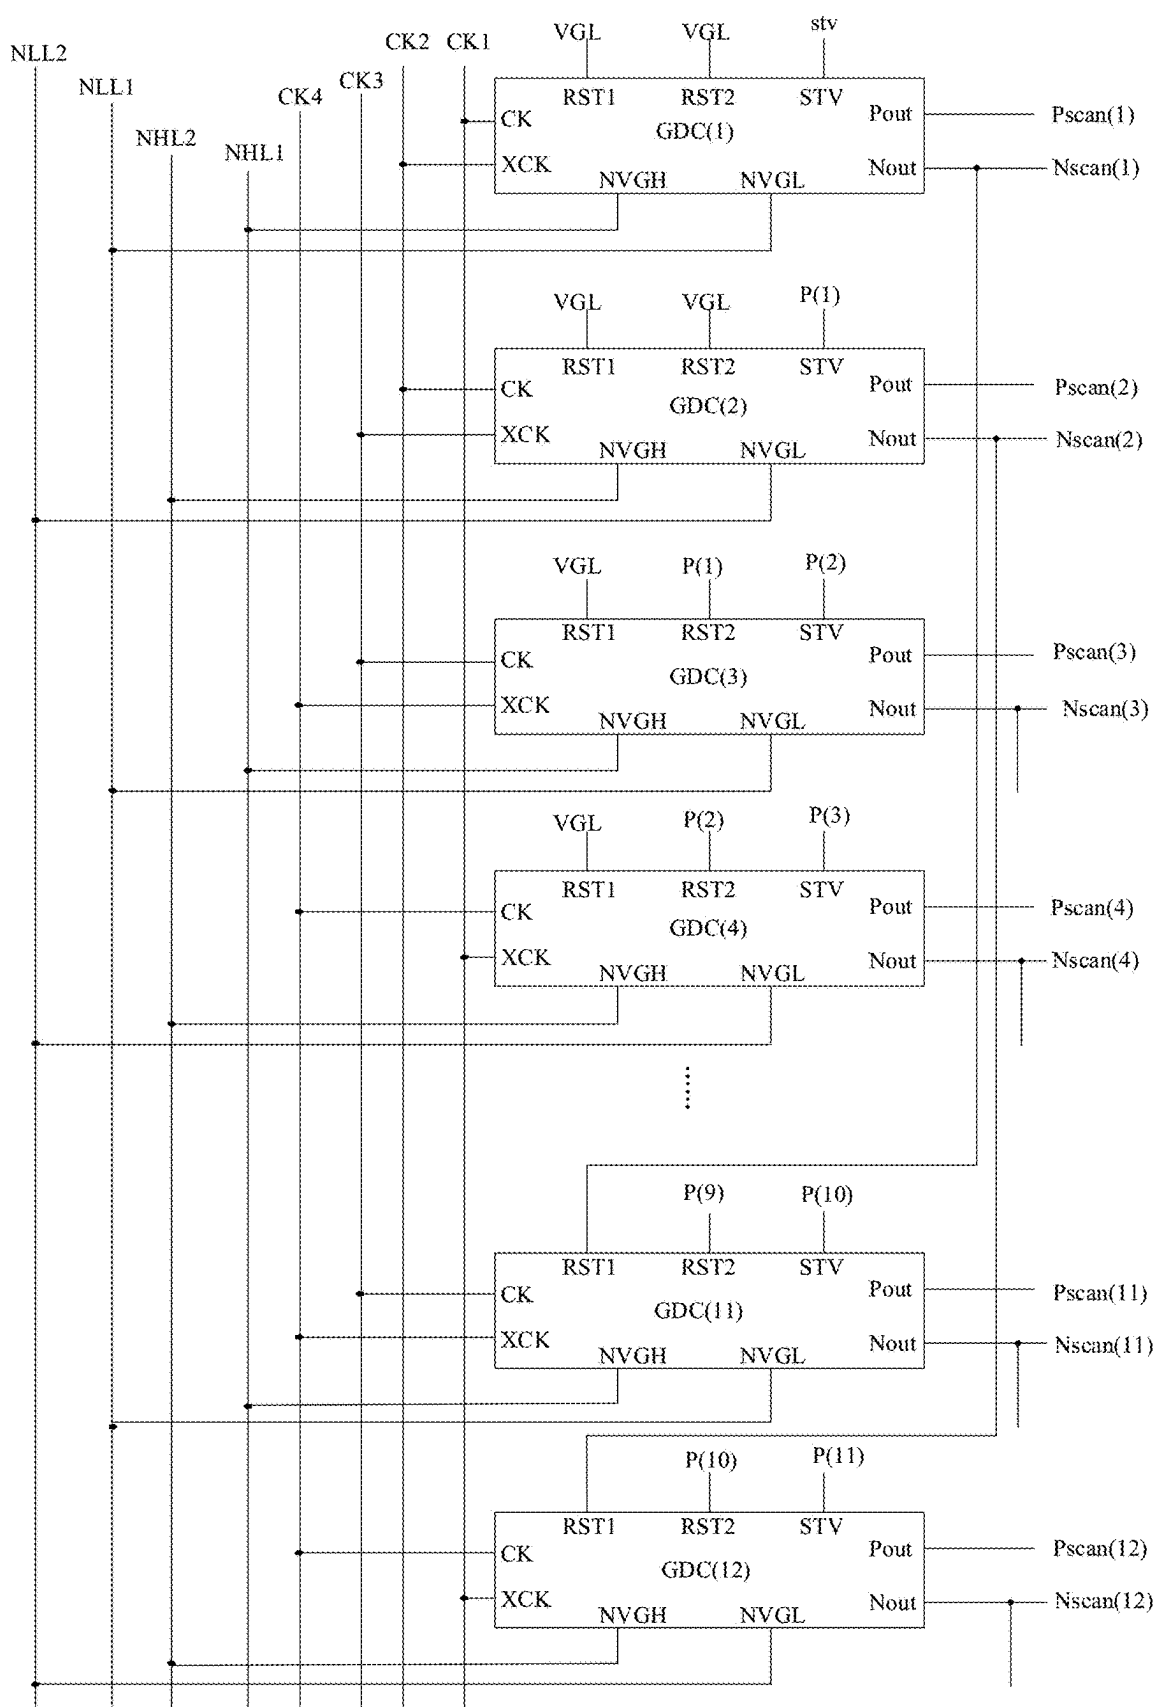 NLL2
NLL1
NHL2
NHL1
CK4
CK3
CK2
CK1
VGL VGL stv
RST1 RST2 STV
CK GDC(1) Pout Pscan(1)
XCK NVGH NVGL Nout Nscan(1)
VGL VGL P(1)
RST1 RST2 STV
CK GDC(2) Pout Pscan(2)
XCK NVGH NVGL Nout Nscan(2)
VGL P(1) P(2)
RST1 RST2 STV
CK GDC(3) Pout Pscan(3)
XCK NVGH NVGL Nout Nscan(3)
VGL P(2) P(3)
RST1 RST2 STV
CK GDC(4) Pout Pscan(4)
XCK NVGH NVGL Nout Nscan(4)
......
P(9) P(10)
RST1 RST2 STV
CK GDC(11) Pout Pscan(11)
XCK NVGH NVGL Nout Nscan(11)
P(10) P(11)
RST1 RST2 STV
CK GDC(12) Pout Pscan(12)
XCK NVGH NVGL Nout Nscan(12)